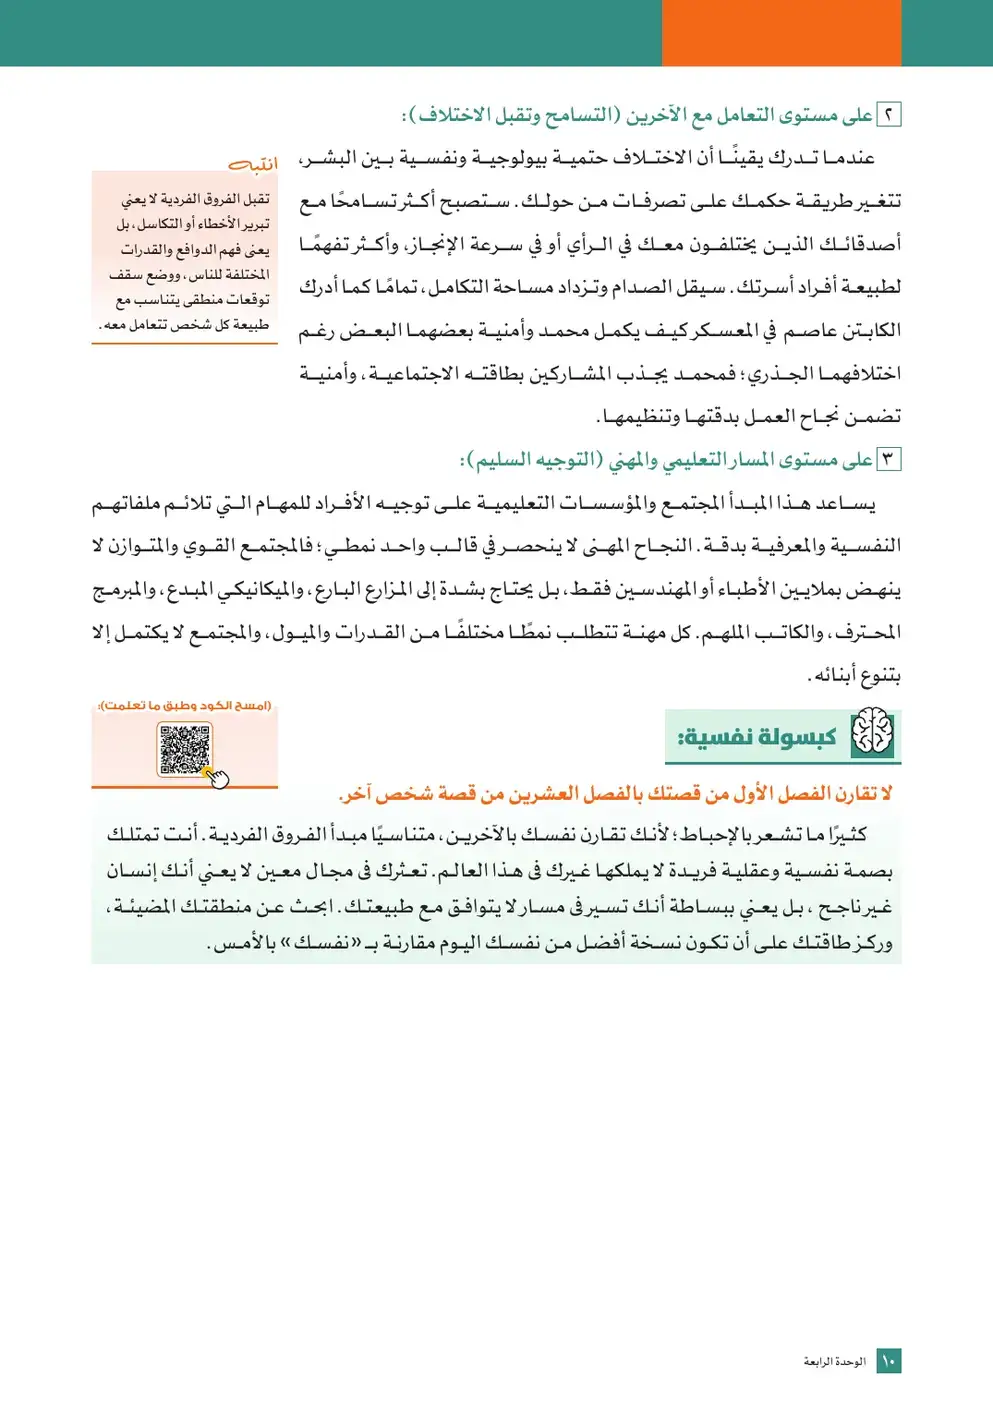 ٢ على مستوى التعامل مع الآخرين (التسامح وتقبل الاختلاف):
عندما تدرك يقينًا أن الاختلاف حتمية بيولوجية ونفسية بين البشر،
تتغير طريقة حكمك على تصرفات من حولك. ستصبح أكثر تسامحًا مع
أصدقائك الذين يختلفون معك في الرأي أو في سرعة الإنجاز، وأكثر تفهمًا
لطبيعة أفراد أسرتك. سيقل الصدام وتزداد مساحة التكامل، تمامًا كما أدرك
الكابتن عاصم في المعسكر كيف يكمل محمد وأمنية بعضهما البعض رغم
اختلافهما الجذري؛ فمحمد يجذب المشاركين بطاقته الاجتماعية، وأمنية
تضمن نجاح العمل بدقتها وتنظيمها.
انتبه
تقبل الفروق الفردية لا يعني
تبرير الأخطاء أو التكاسل، بل
يعنى فهم الدوافع والقدرات
المختلفة للناس، ووضع سقف
توقعات منطقى يتناسب مع
طبيعة كل شخص تتعامل معه.
٣ على مستوى المسار التعليمي والمهني (التوجيه السليم):
يساعد هذا المبدأ المجتمع والمؤسسات التعليمية على توجيه الأفراد للمهام التي تلائم ملفاتهم
النفسية والمعرفية بدقة. النجاح المهنى لا ينحصر في قالب واحد نمطي؛ فالمجتمع القوي والمتوازن لا
ينهض بملايين الأطباء أو المهندسين فقط، بل يحتاج بشدة إلى المزارع البارع، والميكانيكي المبدع، والمبرمج
المحترف، والكاتب الملهم. كل مهنة تتطلب نمطًا مختلفًا من القدرات والميول، والمجتمع لا يكتمل إلا
بتنوع أبنائه.
كبسولة نفسية:
(امسح الكود وطبق ما تعلمت):
لا تقارن الفصل الأول من قصتك بالفصل العشرين من قصة شخص آخر.
كثيرًا ما تشعر بالإحباط؛ لأنك تقارن نفسك بالآخرين، متناسيًا مبدأ الفروق الفردية. أنت تمتلك
بصمة نفسية وعقلية فريدة لا يملكها غيرك فى هذا العالم. تعثرك فى مجال معين لا يعني أنك إنسان
غير ناجح ، بل يعني ببساطة أنك تسير فى مسار لا يتوافق مع طبيعتك. ابحث عن منطقتك المضيئة،
وركز طاقتك على أن تكون نسخة أفضل من نفسك اليوم مقارنة بـ «نفسك» بالأمس.
١٠ الوحدة الرابعة